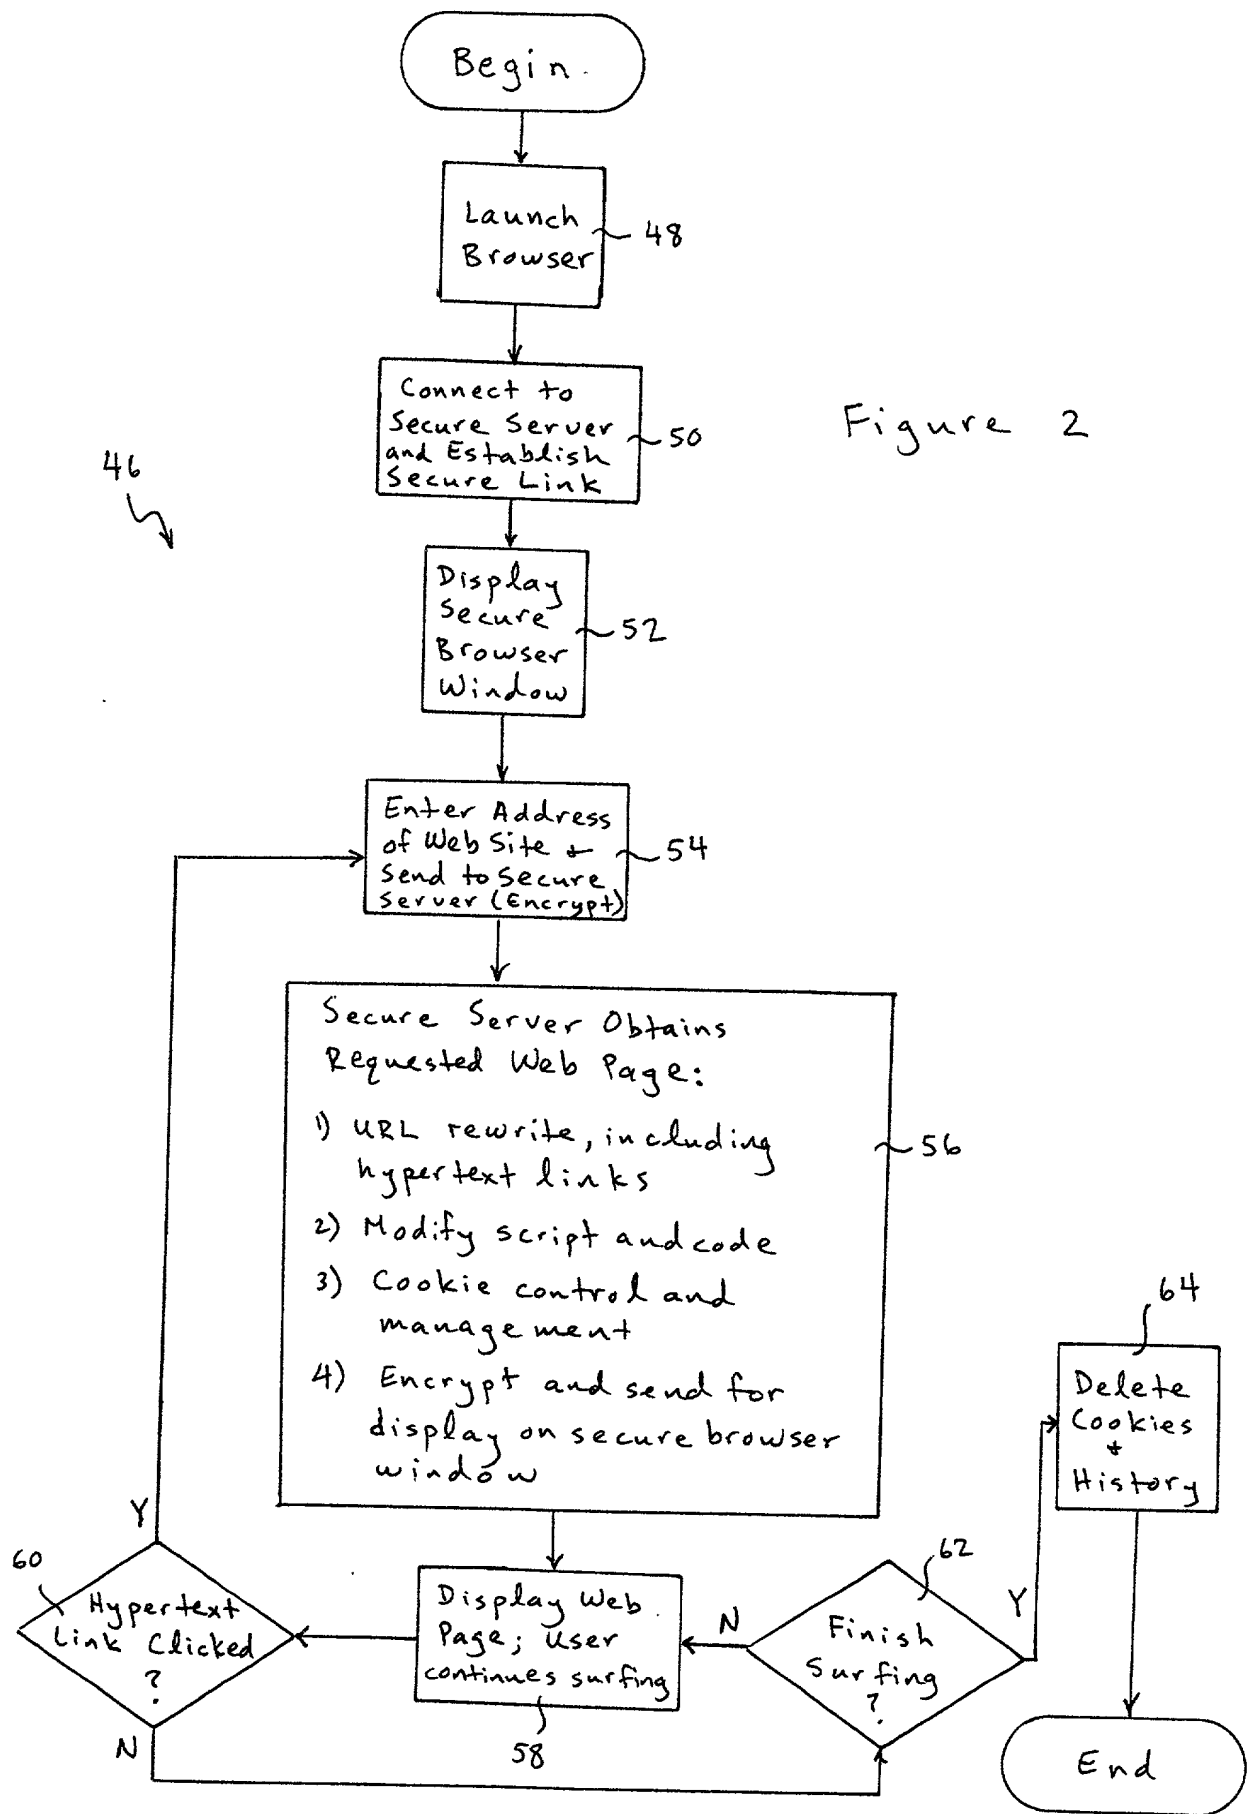 Begin.
Launch
Browser
48
Connect to
Secure Server
and Establish
Secure Link
50
Figure 2
46
Display
Secure
Browser
Window
52
Enter Address
of Web Site +
Send to Secure
Server (Encrypt)
54
Secure Server Obtains
Requested Web Page:
1) URL rewrite, including
hypertext links
2) Modify script and code
3) Cookie control and
management
4) Encrypt and send for
display on secure browser
window
56
64
Delete
Cookies
+
History
Y
60
Hypertext
Link Clicked
?
N
Display Web
Page; User
continues surfing
58
N
62
Finish
Surfing
?
Y
End